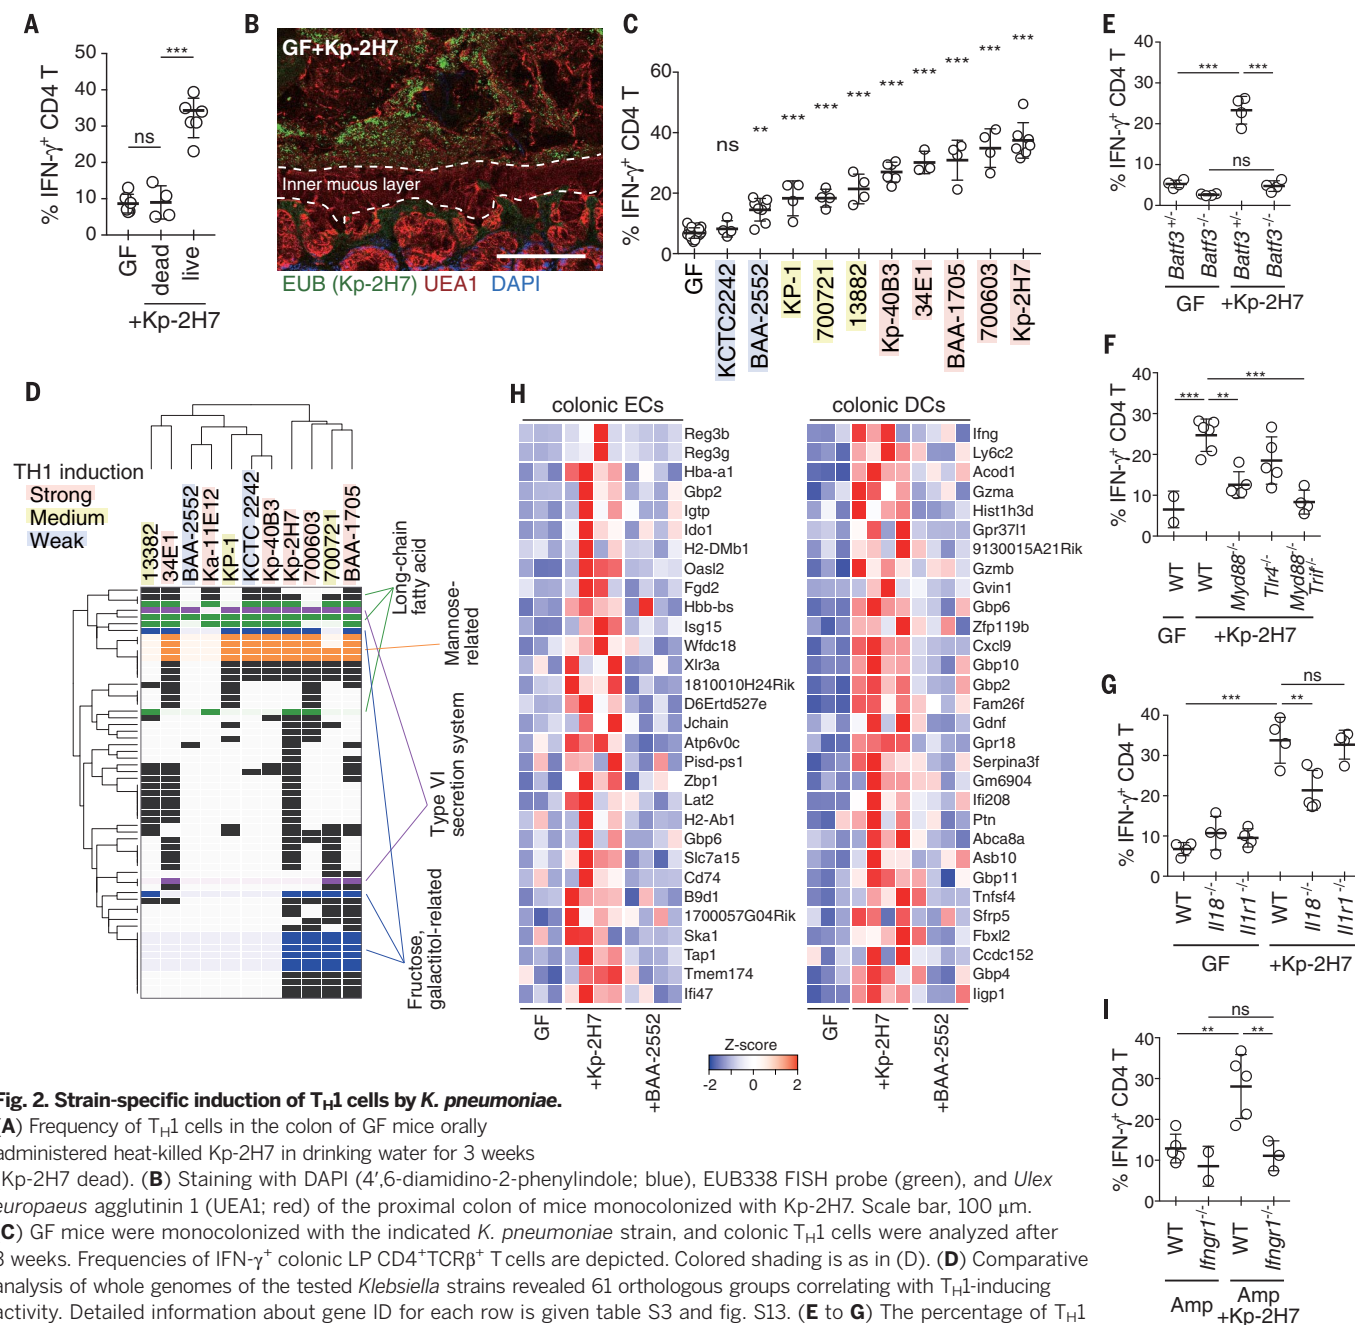 A
% IFN-γ+ CD4 T
50
40
30
20
10
0
ns
***
GF
dead
live
+Kp-2H7
B
GF+Kp-2H7
Inner mucus layer
EUB (Kp-2H7) UEA1 DAPI
C
% IFN-γ+ CD4 T
60
40
20
0
ns
**
***
***
***
***
***
***
***
***
GF
KCTC2242
BAA-2552
KP-1
700721
13882
Kp-40B3
34E1
BAA-1705
700603
Kp-2H7
D
TH1 induction
Strong
Medium
Weak
13382
34E1
BAA-2552
Ka-11E12
KP-1
KCTC 2242
Kp-40B3
Kp-2H7
700603
700721
BAA-1705
Long-chain
fatty acid
Mannose-
related
Type VI
secretion system
Fructose,
galactitol-related
E
% IFN-γ+ CD4 T
40
30
20
10
0
***
***
ns
Batf3+/-
Batf3-/-
Batf3+/-
Batf3-/-
GF
+Kp-2H7
F
% IFN-γ+ CD4 T
40
30
20
10
0
***
***
**
WT
WT
Myd88-/-
Tlr4-/-
Myd88-/-
Trif-/-
GF
+Kp-2H7
G
% IFN-γ+ CD4 T
40
30
20
10
0
ns
***
**
WT
Il18-/-
Il1r1-/-
WT
Il18-/-
Il1r1-/-
GF
+Kp-2H7
H
colonic ECs
Reg3b
Reg3g
Hba-a1
Gbp2
Igtp
Ido1
H2-DMb1
Oasl2
Fgd2
Hbb-bs
Isg15
Wfdc18
Xlr3a
1810010H24Rik
D6Ertd527e
Jchain
Atp6v0c
Pisd-ps1
Zbp1
Lat2
H2-Ab1
Gbp6
Slc7a15
Cd74
B9d1
1700057G04Rik
Ska1
Tap1
Tmem174
Ifi47
GF
+Kp-2H7
+BAA-2552
colonic DCs
Ifng
Ly6c2
Acod1
Gzma
Hist1h3d
Gpr37l1
9130015A21Rik
Gzmb
Gvin1
Gbp6
Zfp119b
Cxcl9
Gbp10
Gbp2
Fam26f
Gdnf
Gpr18
Serpina3f
Gm6904
Ifi208
Ptn
Abca8a
Asb10
Gbp11
Tnfsf4
Sfrp5
Fbxl2
Ccdc152
Gbp4
Iigp1
GF
+Kp-2H7
+BAA-2552
Z-score
-2 0 2
I
% IFN-γ+ CD4 T
40
30
20
10
0
ns
**
**
WT
Ifngr1-/-
WT
Ifngr1-/-
Amp
Amp
+Kp-2H7
Fig. 2. Strain-specific induction of TH1 cells by K. pneumoniae.
(A) Frequency of TH1 cells in the colon of GF mice orally
administered heat-killed Kp-2H7 in drinking water for 3 weeks
(Kp-2H7 dead). (B) Staining with DAPI (4′,6-diamidino-2-phenylindole; blue), EUB338 FISH probe (green), and Ulex
europaeus agglutinin 1 (UEA1; red) of the proximal colon of mice monocolonized with Kp-2H7. Scale bar, 100 μm.
(C) GF mice were monocolonized with the indicated K. pneumoniae strain, and colonic TH1 cells were analyzed after
3 weeks. Frequencies of IFN-γ+ colonic LP CD4+TCRβ+ T cells are depicted. Colored shading is as in (D). (D) Comparative
analysis of whole genomes of the tested Klebsiella strains revealed 61 orthologous groups correlating with TH1-inducing
activity. Detailed information about gene ID for each row is given table S3 and fig. S13. (E to G) The percentage of TH1